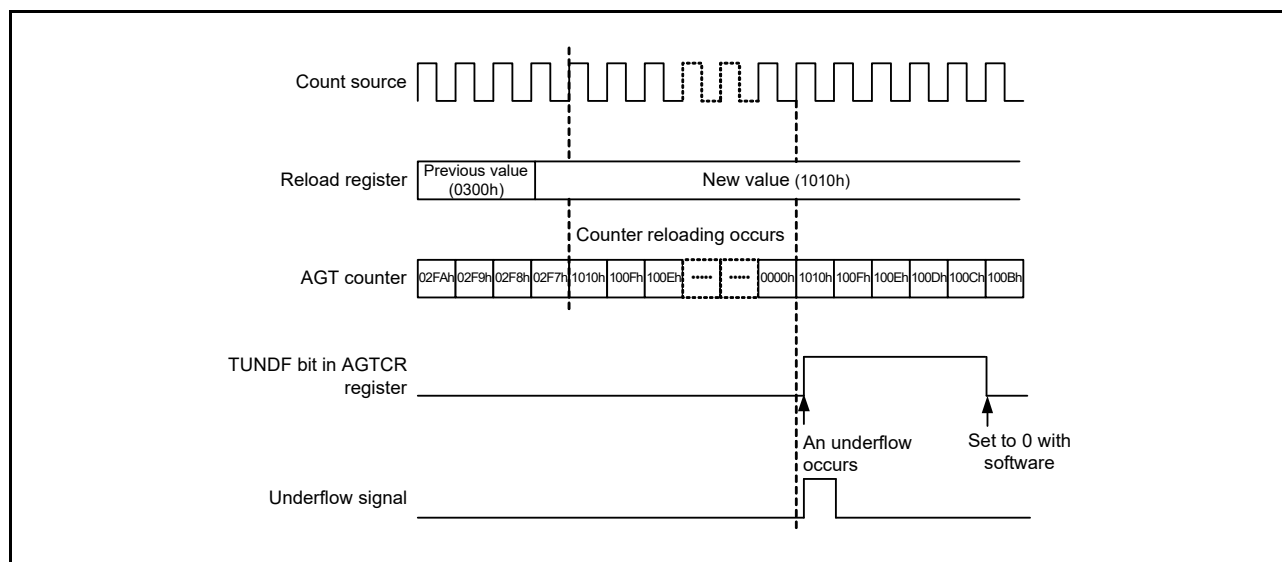 Count source
Reload register
Previous value
(0300h)
New value (1010h)
Counter reloading occurs
AGT counter
02FAh 02F9h 02F8h 02F7h 1010h 100Fh 100Eh ····· ····· 0000h 1010h 100Fh 100Eh 100Dh 100Ch 100Bh
TUNDF bit in AGTCR
register
An underflow
occurs
Set to 0 with
software
Underflow signal